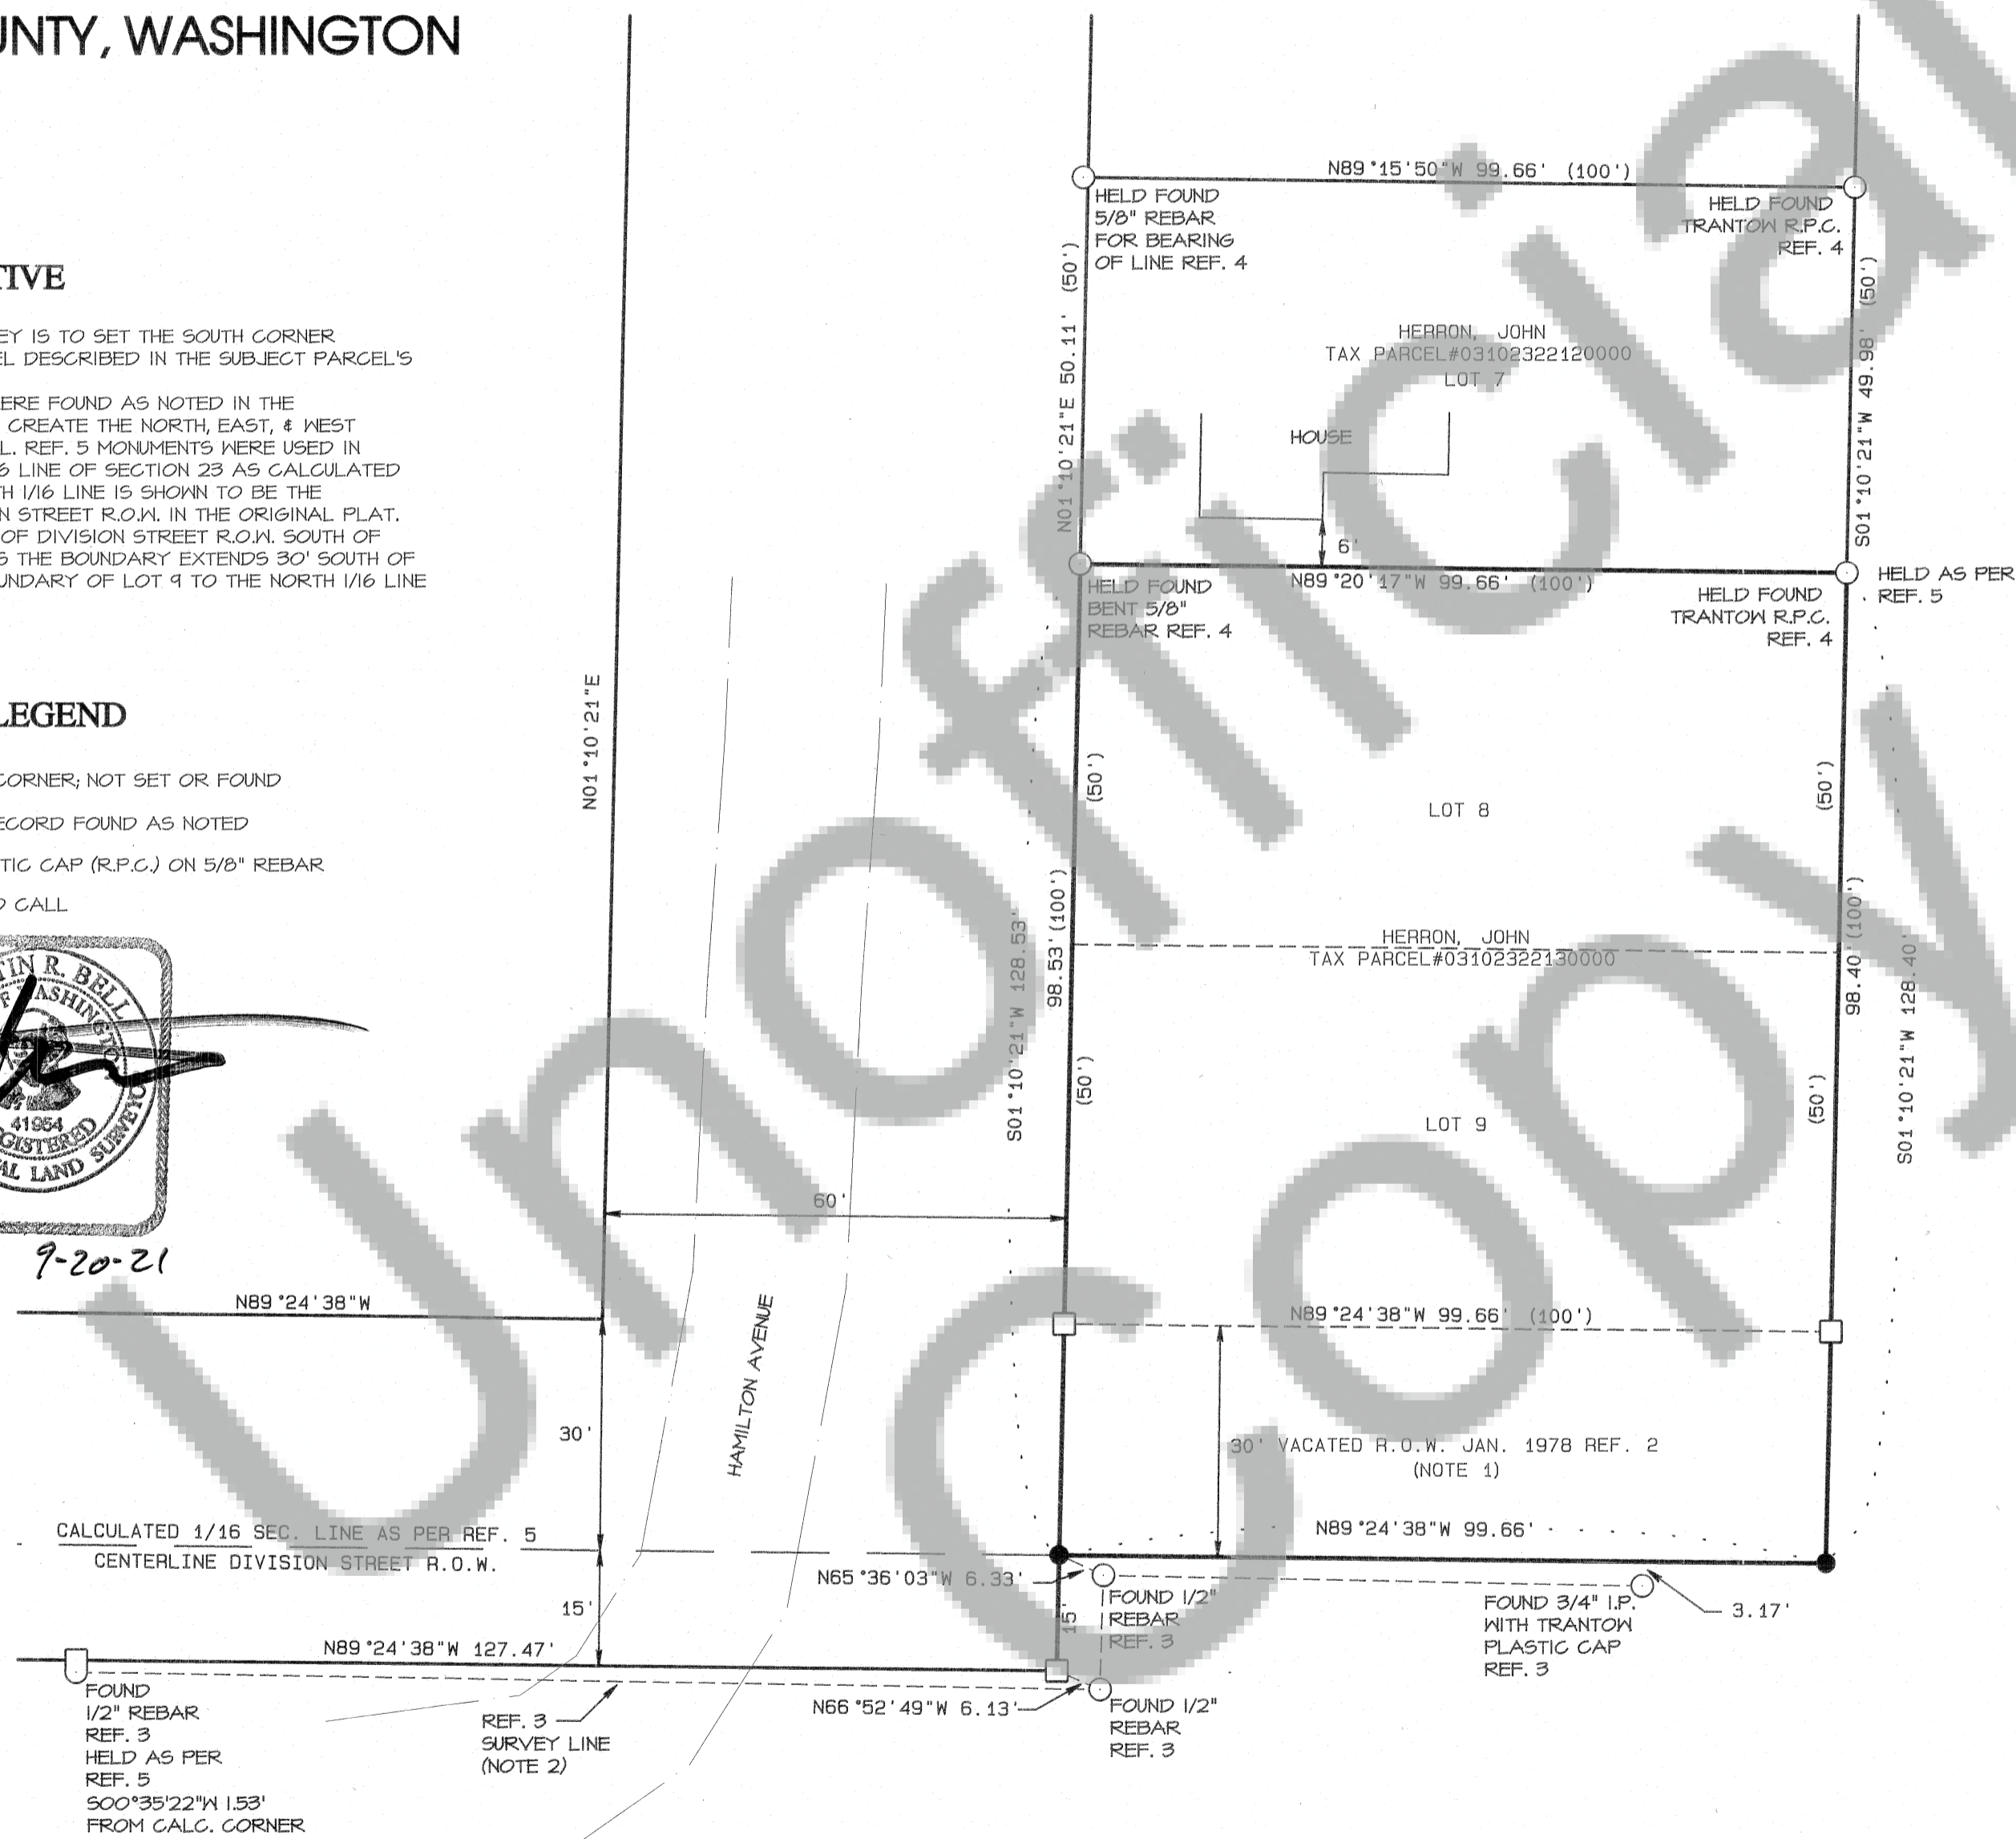 UNTY, WASHINGTON
TIVE
EY IS TO SET THE SOUTH CORNER
EL DESCRIBED IN THE SUBJECT PARCEL'S
ERE FOUND AS NOTED IN THE
CREATE THE NORTH, EAST, & WEST
L. REF. 5 MONUMENTS WERE USED IN
6 LINE OF SECTION 23 AS CALCULATED
TH 1/16 LINE IS SHOWN TO BE THE
N STREET R.O.W. IN THE ORIGINAL PLAT.
OF DIVISION STREET R.O.W. SOUTH OF
S THE BOUNDARY EXTENDS 30' SOUTH OF
UNDARY OF LOT 9 TO THE NORTH 1/16 LINE
LEGEND
CORNER; NOT SET OR FOUND
ECORD FOUND AS NOTED
TIC CAP (R.P.C.) ON 5/8" REBAR
D CALL
TIN R. BELL
F WASHINGTON
41954
GISTERED
AL LAND SURVEYO
9-20-21
N89°15'50"W 99.66' (100')
HELD FOUND
5/8" REBAR
FOR BEARING
OF LINE REF. 4
HELD FOUND
TRANTOW R.P.C.
REF. 4
N01°10'21"E 50.11' (50')
S01°10'21"W 49.98' (50')
HERRON, JOHN
TAX PARCEL#03102322120000
LOT 7
HOUSE
6'
N89°20'17"W 99.66' (100')
HELD FOUND
BENT 5/8"
REBAR REF. 4
HELD FOUND
TRANTOW R.P.C.
REF. 4
HELD AS PER
REF. 5
N01°10'21"E
(50')
(50')
LOT 8
98.53' (100')
S01°10'21"W 128.53'
HERRON, JOHN
TAX PARCEL#03102322130000
98.40' (100')
S01°10'21"W 128.40'
(50')
(50')
LOT 9
60'
N89°24'38"W
N89°24'38"W 99.66' (100')
HAMILTON AVENUE
30'
30' VACATED R.O.W. JAN. 1978 REF. 2
(NOTE 1)
CALCULATED 1/16 SEC. LINE AS PER REF. 5
CENTERLINE DIVISION STREET R.O.W.
N89°24'38"W 99.66'
N65°36'03"W 6.33'
15'
15'
FOUND 1/2"
REBAR
REF. 3
FOUND 3/4" I.P.
WITH TRANTOW
PLASTIC CAP
REF. 3
3.17'
N89°24'38"W 127.47'
FOUND
1/2" REBAR
REF. 3
HELD AS PER
REF. 5
S00°35'22"W 1.53'
FROM CALC. CORNER
REF. 3
SURVEY LINE
(NOTE 2)
N66°52'49"W 6.13'
FOUND 1/2"
REBAR
REF. 3
Unofficial
Copy